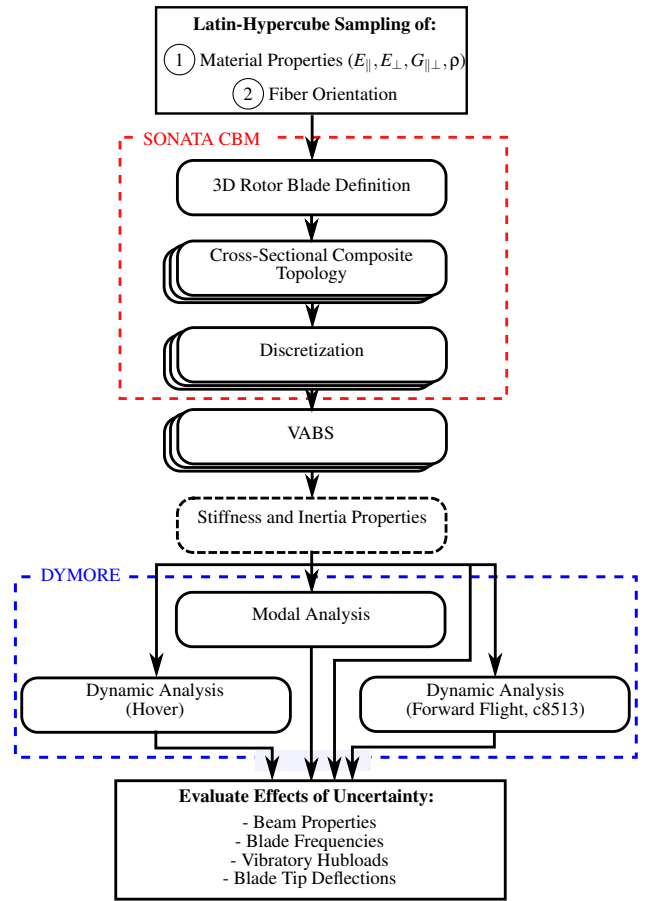 Latin-Hypercube Sampling of:
1 Material Properties (E∥, E⊥, G∥⊥, ρ)
2 Fiber Orientation
SONATA CBM
3D Rotor Blade Definition
Cross-Sectional Composite
Topology
Discretization
VABS
Stiffness and Inertia Properties
DYMORE
Modal Analysis
Dynamic Analysis
(Hover)
Dynamic Analysis
(Forward Flight, c8513)
Evaluate Effects of Uncertainty:
- Beam Properties
- Blade Frequencies
- Vibratory Hubloads
- Blade Tip Deflections